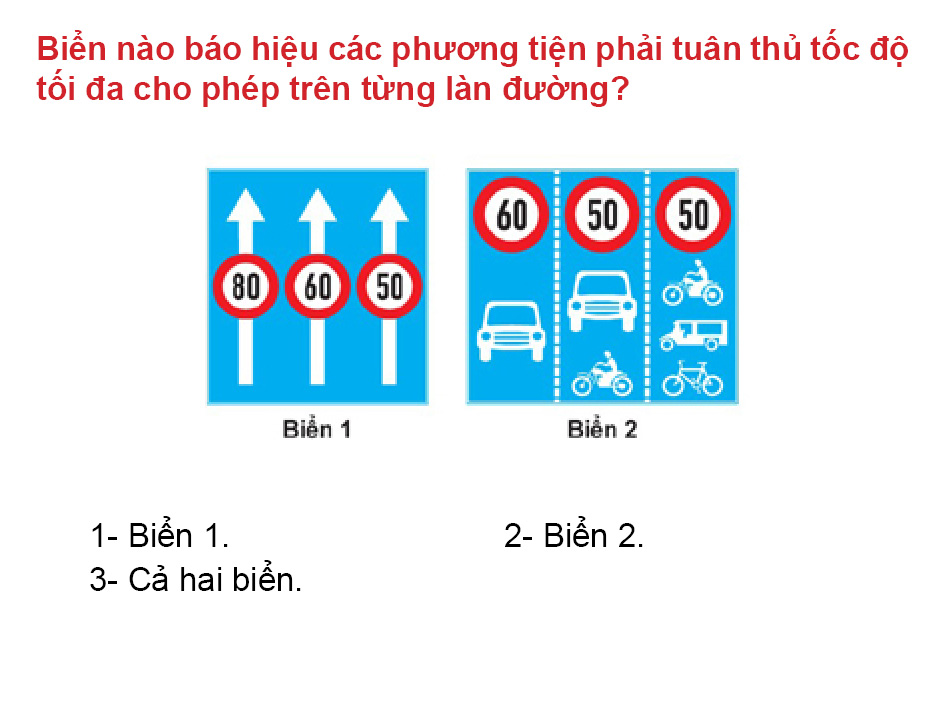 Biển nào báo hiệu các phương tiện phải tuân thủ tốc độ
tối đa cho phép trên từng làn đường?
80 60 50
60 50 50
Biển 1
Biển 2
1- Biển 1.
2- Biển 2.
3- Cả hai biển.